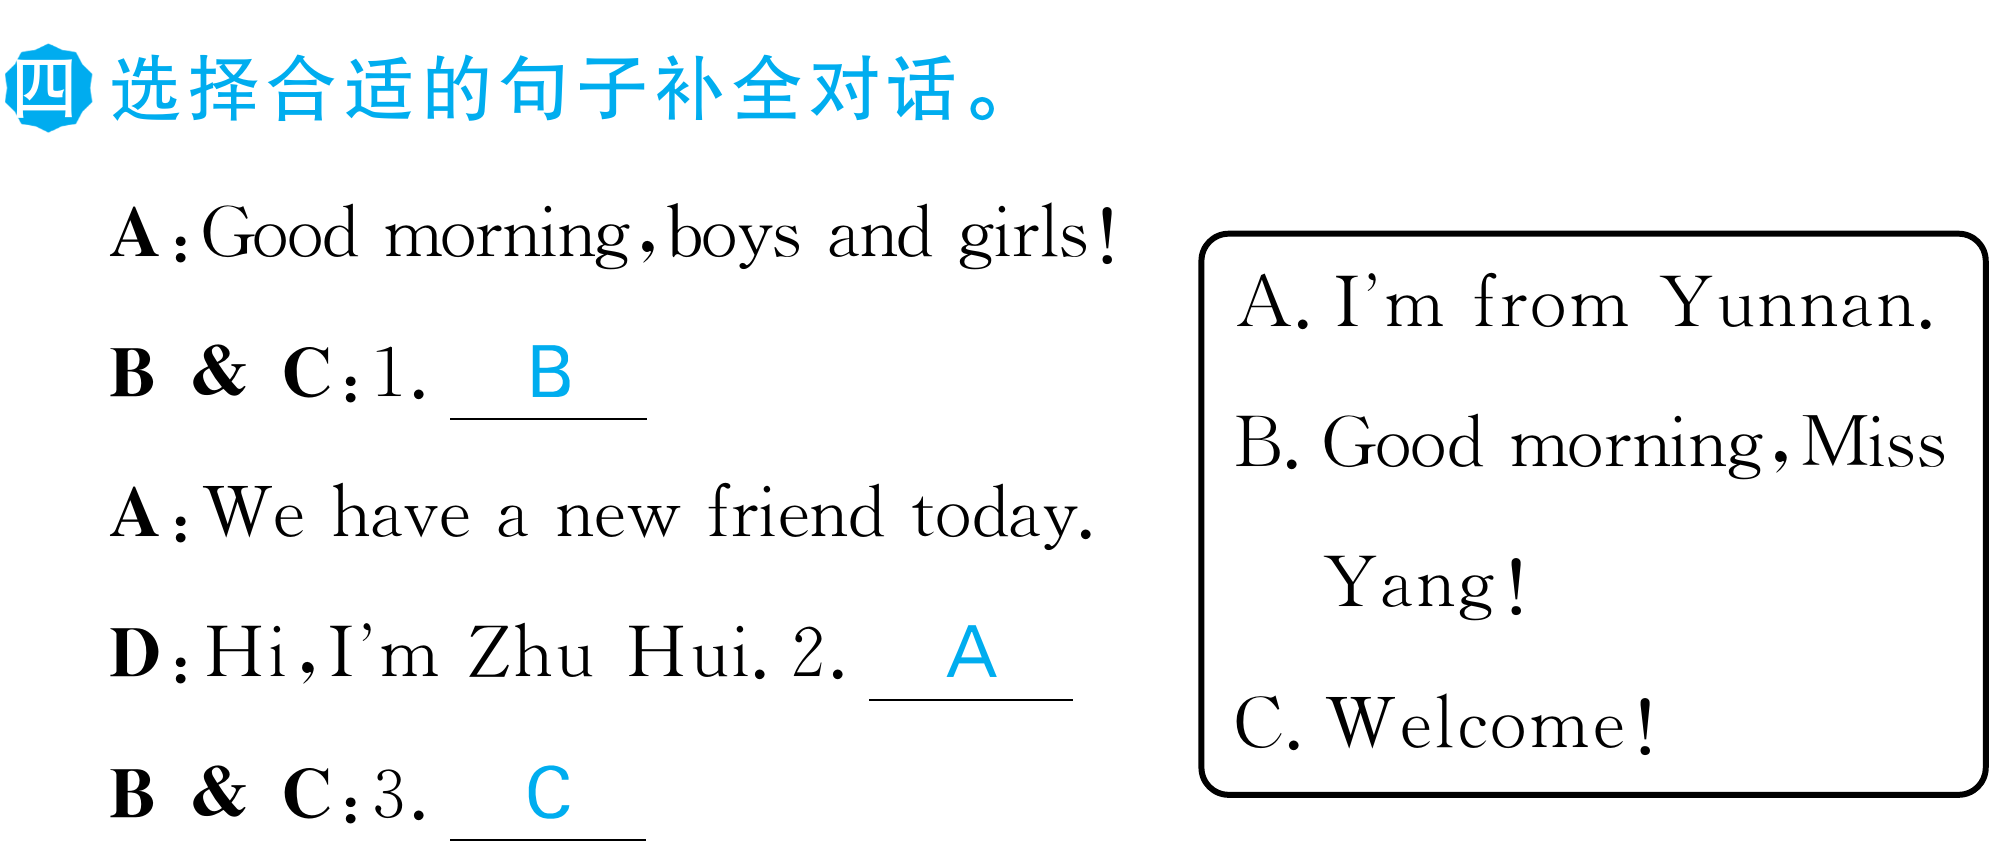 四 选择合适的句子补全对话。
A:Good morning,boys and girls!
B & C:1. B
A:We have a new friend today.
D:Hi,I'm Zhu Hui. 2. A
B & C:3. C
A. I'm from Yunnan.
B. Good morning,Miss
Yang!
C. Welcome!